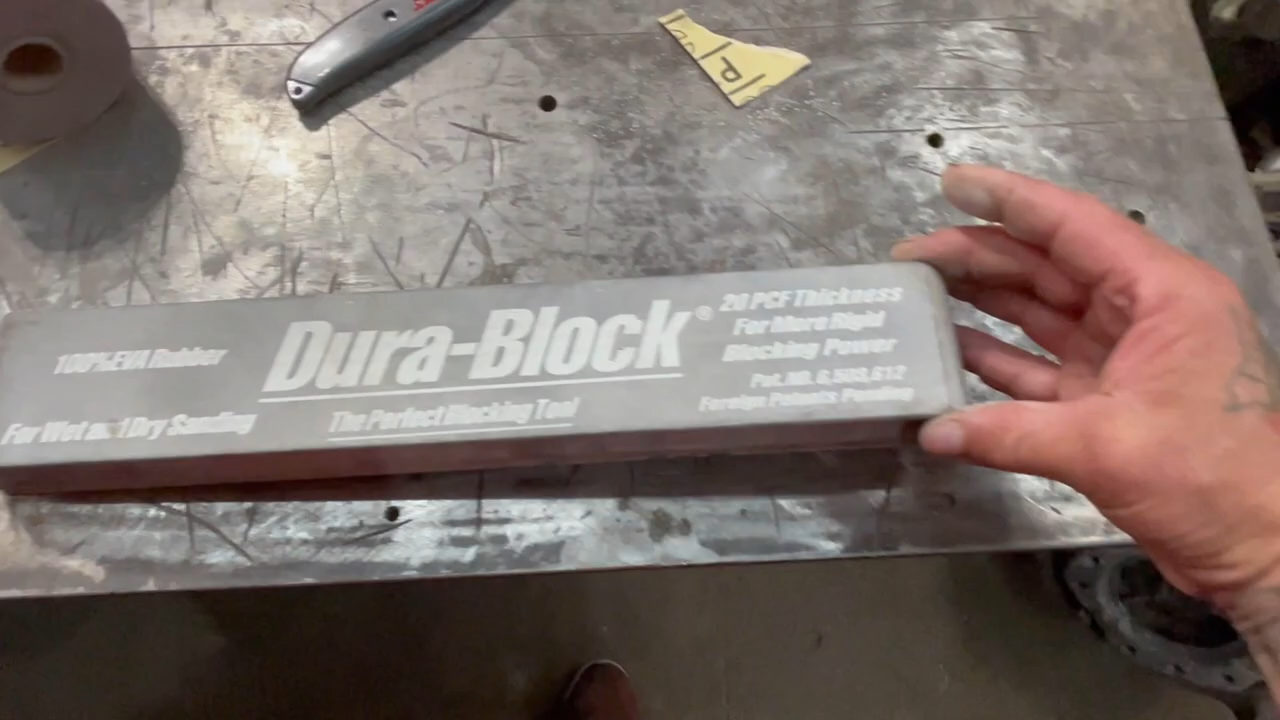 100% EVA Rubber
For Wet and Dry Sanding
Dura-Block®
The Perfect Blocking Tool
20 PCF Thickness
For More Rigid
Blocking Power
Pat. NO. 6,503,612
Foreign Patents Pending
P